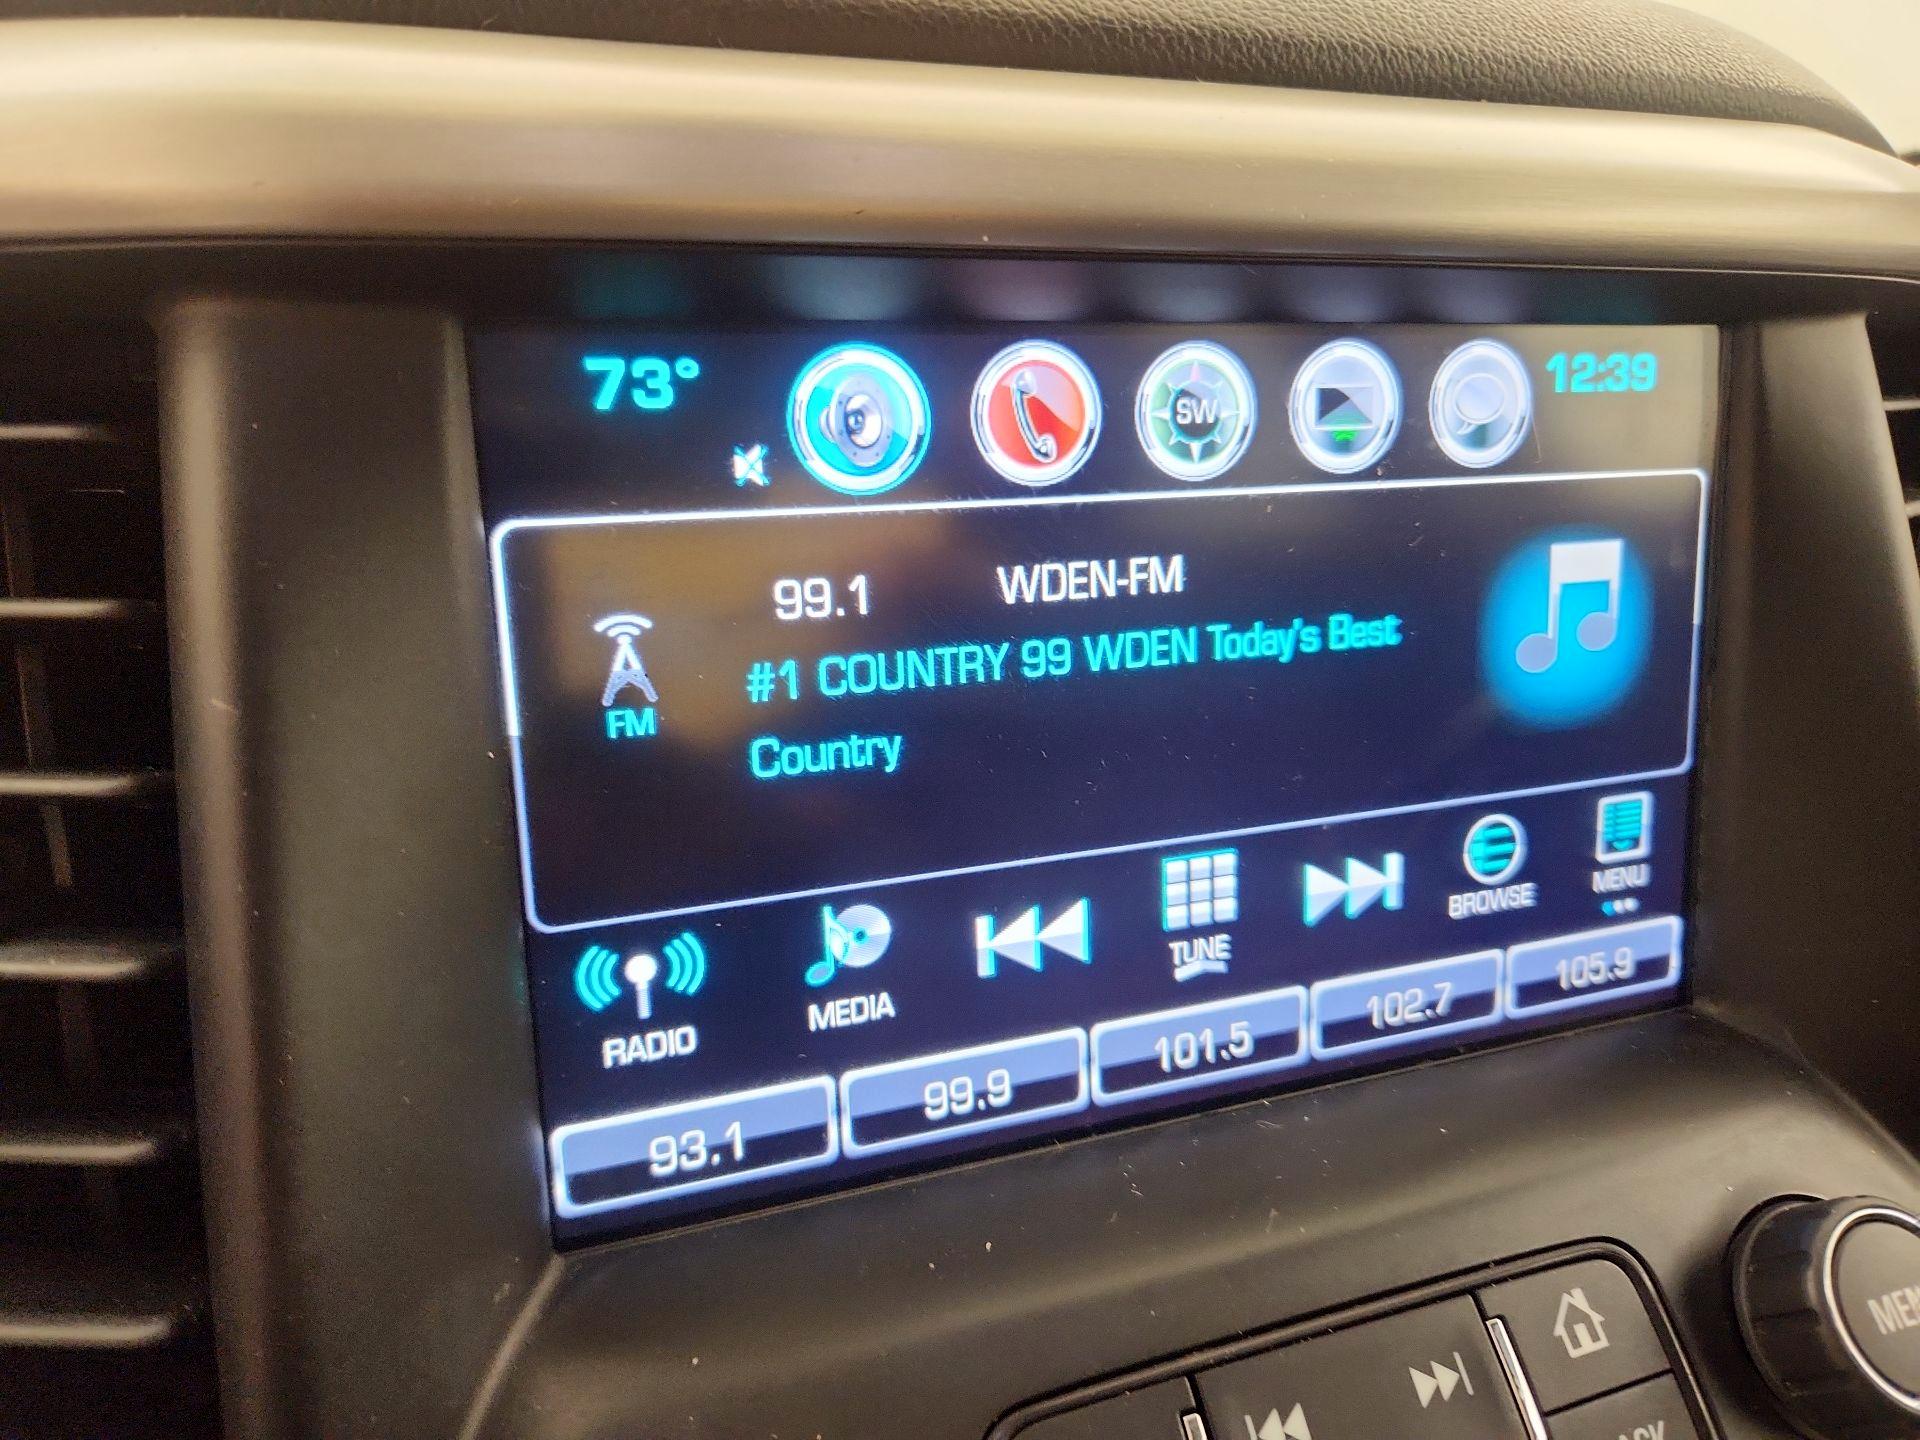 73°
SW
12:39
99.1 WDEN-FM
#1 COUNTRY 99 WDEN Today's Best
Country
FM
RADIO
MEDIA
TUNE
BROWSE
MENU
93.1
99.9
101.5
102.7
105.9